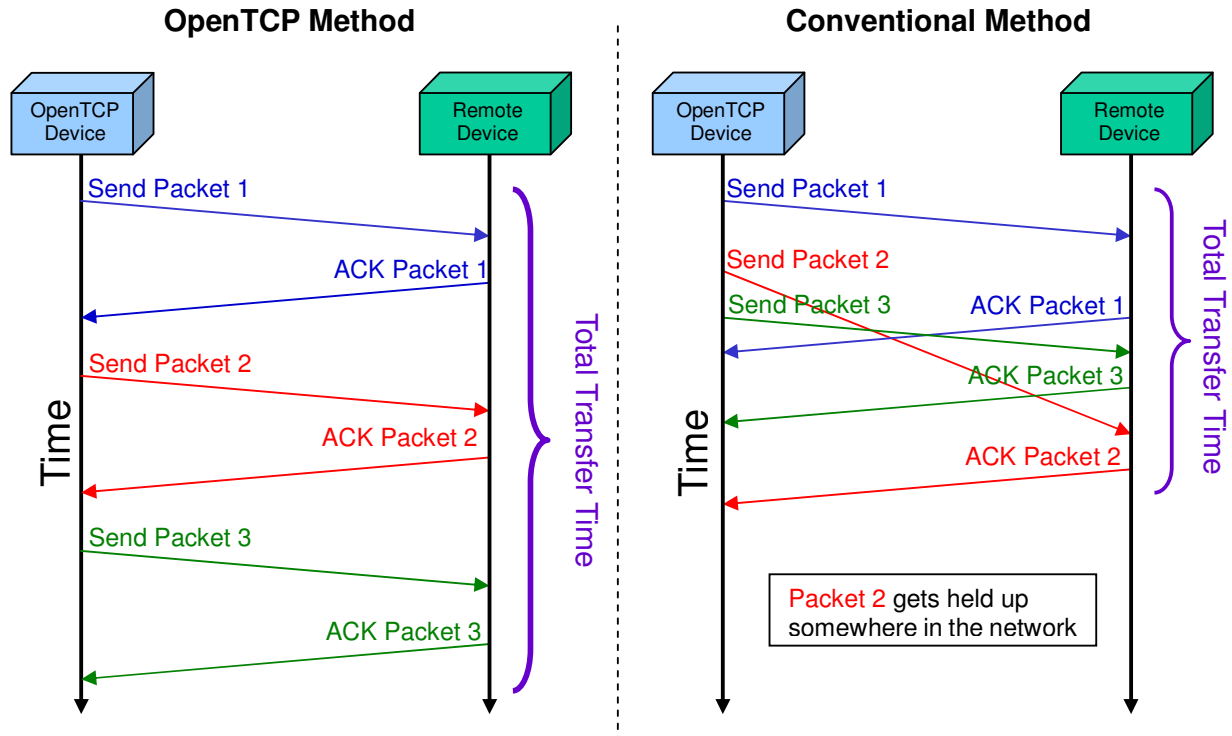 OpenTCP Method
OpenTCP
Device
Remote
Device
Send Packet 1
ACK Packet 1
Send Packet 2
ACK Packet 2
Send Packet 3
ACK Packet 3
Time
Total Transfer Time
Conventional Method
OpenTCP
Device
Remote
Device
Send Packet 1
Send Packet 2
Send Packet 3
ACK Packet 1
ACK Packet 3
ACK Packet 2
Time
Total Transfer Time
Packet 2 gets held up
somewhere in the network